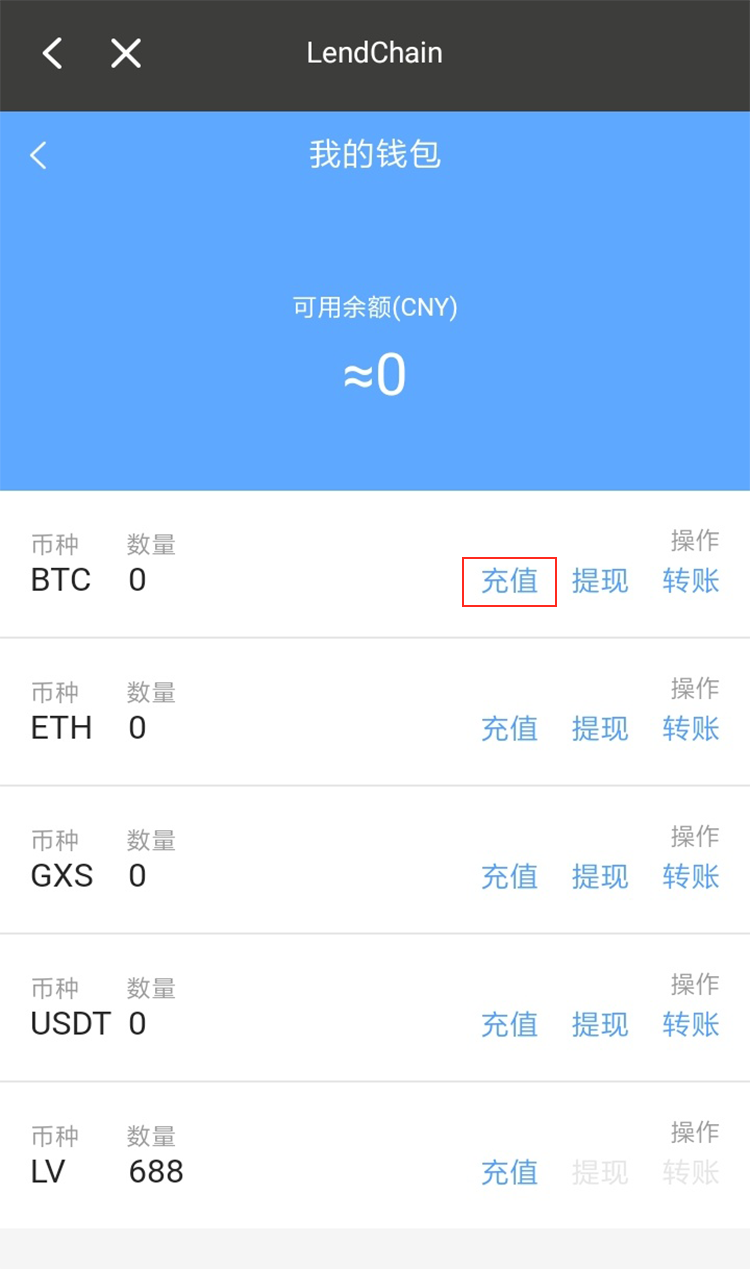 LendChain
我的钱包
可用余额(CNY)
≈0
币种 数量 操作
BTC 0 充值 提现 转账
币种 数量 操作
ETH 0 充值 提现 转账
币种 数量 操作
GXS 0 充值 提现 转账
币种 数量 操作
USDT 0 充值 提现 转账
币种 数量 操作
LV 688 充值 提现 转账